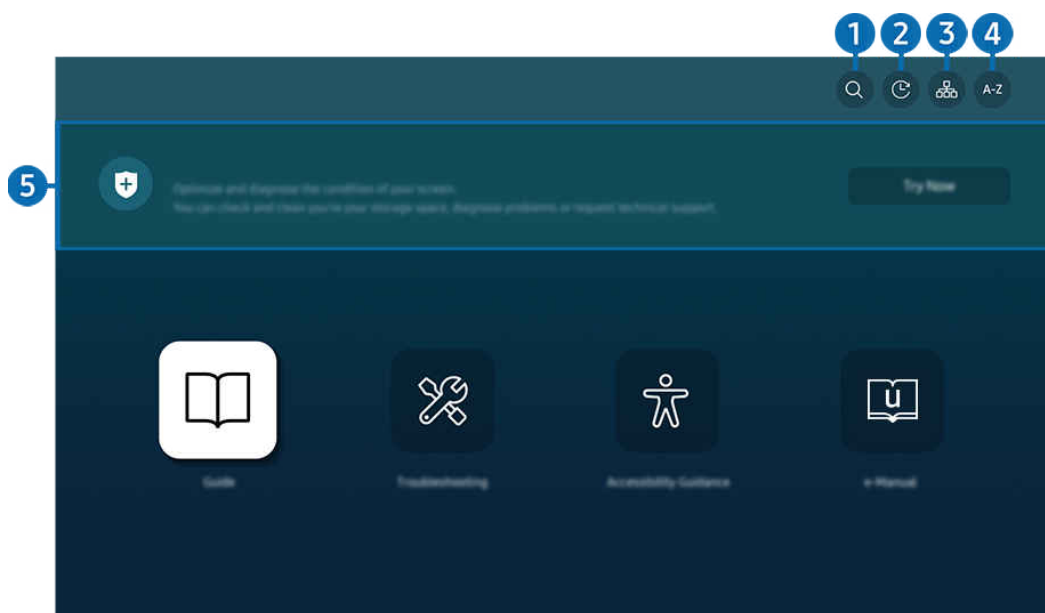 1 2 3 4
A-Z
5
Optimize and diagnose the condition of your screen.
Try Now
You can check and clean you're your storage space, diagnose problems or request technical support.
u
Guide
Troubleshooting
Accessibility Guidance
e-Manual